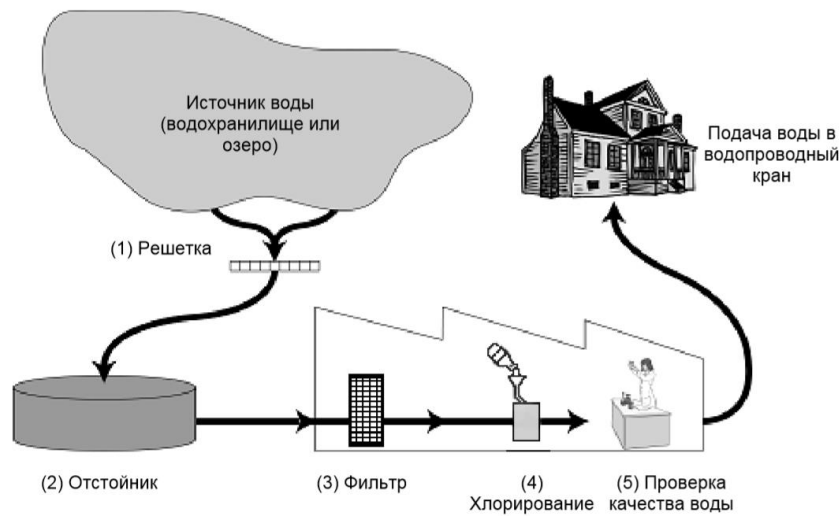 Источник воды
(водохранилище или
озеро)
Подача воды в
водопроводный
кран
(1) Решетка
(2) Отстойник
(3) Фильтр
(4)
Хлорирование
(5) Проверка
качества воды